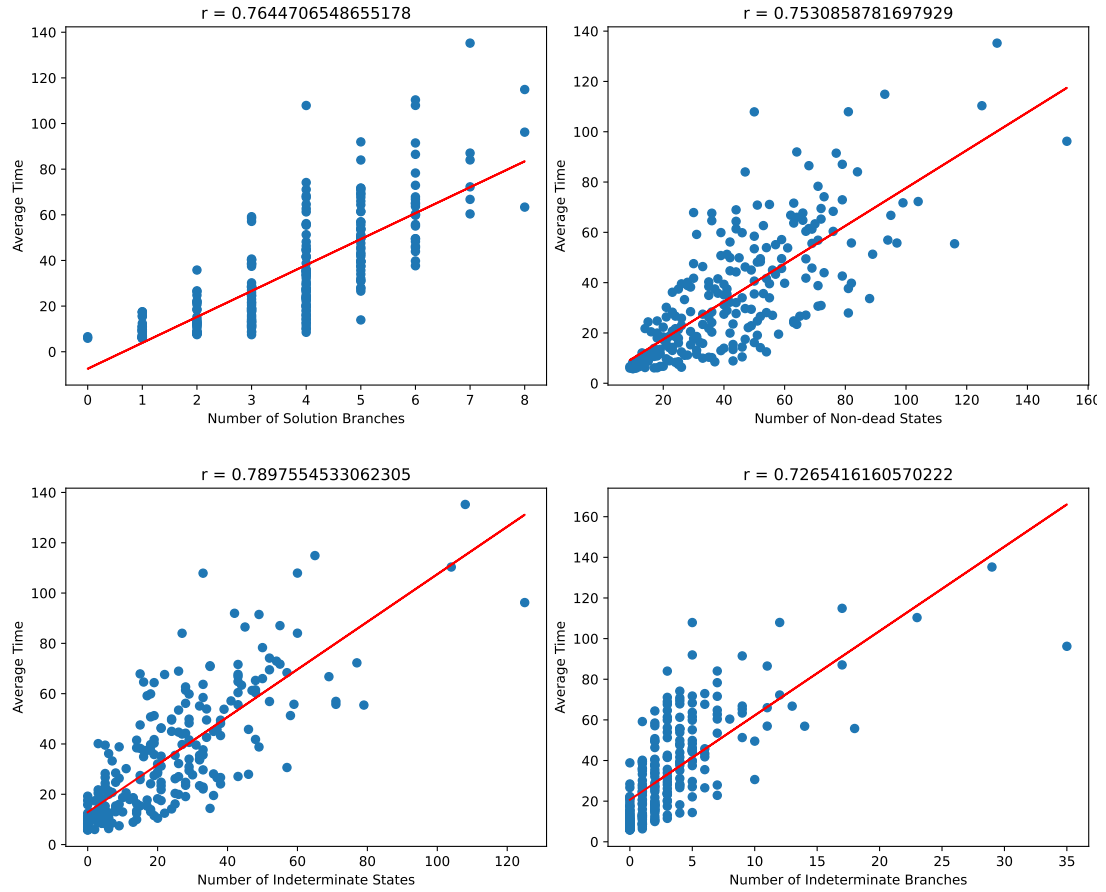 r = 0.7644706548655178
140
120
100
80
60
40
20
0
Average Time
0 1 2 3 4 5 6 7 8
Number of Solution Branches
r = 0.7530858781697929
140
120
100
80
60
40
20
0
Average Time
20 40 60 80 100 120 140 160
Number of Non-dead States
r = 0.7897554533062305
140
120
100
80
60
40
20
0
Average Time
0 20 40 60 80 100 120
Number of Indeterminate States
r = 0.7265416160570222
160
140
120
100
80
60
40
20
0
Average Time
0 5 10 15 20 25 30 35
Number of Indeterminate Branches